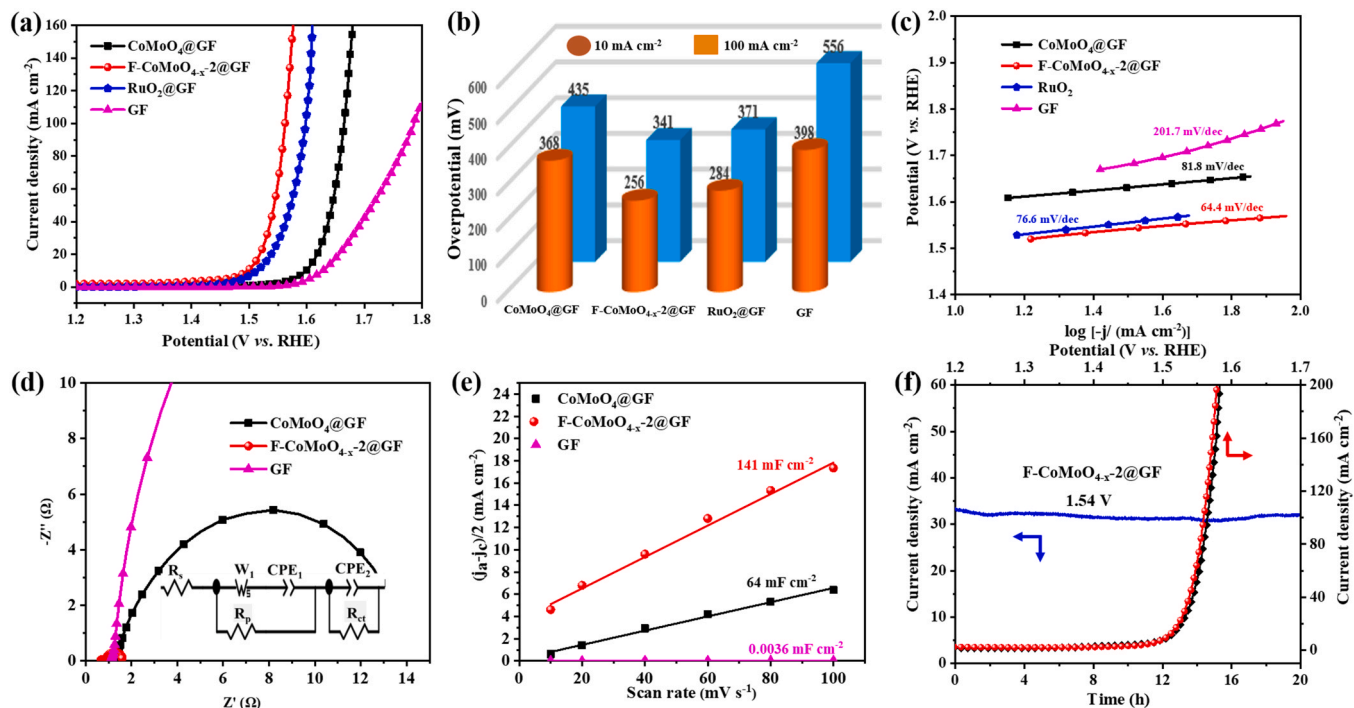 (a)
160
140
120
100
80
60
40
20
0
Current density (mA cm⁻²)
CoMoO₄@GF
F-CoMoO₄₋ₓ-2@GF
RuO₂@GF
GF
1.2 1.3 1.4 1.5 1.6 1.7 1.8
Potential (V vs. RHE)
(b)
10 mA cm⁻² 100 mA cm⁻²
600
500
400
300
200
100
0
Overpotential (mV)
368 435
256 341
284 371
398 556
CoMoO₄@GF F-CoMoO₄₋ₓ-2@GF RuO₂@GF GF
(c)
2.0
1.9
1.8
1.7
1.6
1.5
1.4
Potential (V vs. RHE)
CoMoO₄@GF
F-CoMoO₄₋ₓ-2@GF
RuO₂
GF
201.7 mV/dec
81.8 mV/dec
76.6 mV/dec
64.4 mV/dec
1.0 1.2 1.4 1.6 1.8 2.0
log [-j/ (mA cm⁻²)]
(d)
10
8
6
4
2
0
-Z'' (Ω)
CoMoO₄@GF
F-CoMoO₄₋ₓ-2@GF
GF
Rₛ W₁ CPE₁ CPE₂
Ws
Rₚ R꜀ₜ
0 2 4 6 8 10 12 14
Z' (Ω)
(e)
24
22
20
18
16
14
12
10
8
6
4
2
0
(jₐ-j꜀)/2 (mA cm⁻²)
CoMoO₄@GF
F-CoMoO₄₋ₓ-2@GF
GF
141 mF cm⁻²
64 mF cm⁻²
0.0036 mF cm⁻²
0 20 40 60 80 100
Scan rate (mV s⁻¹)
Potential (V vs. RHE)
1.2 1.3 1.4 1.5 1.6 1.7
(f)
60
55
50
45
40
35
30
25
20
15
10
5
0
Current density (mA cm⁻²)
F-CoMoO₄₋ₓ-2@GF
1.54 V
200
160
120
80
40
0
Current density (mA cm⁻²)
0 4 8 12 16 20
Time (h)